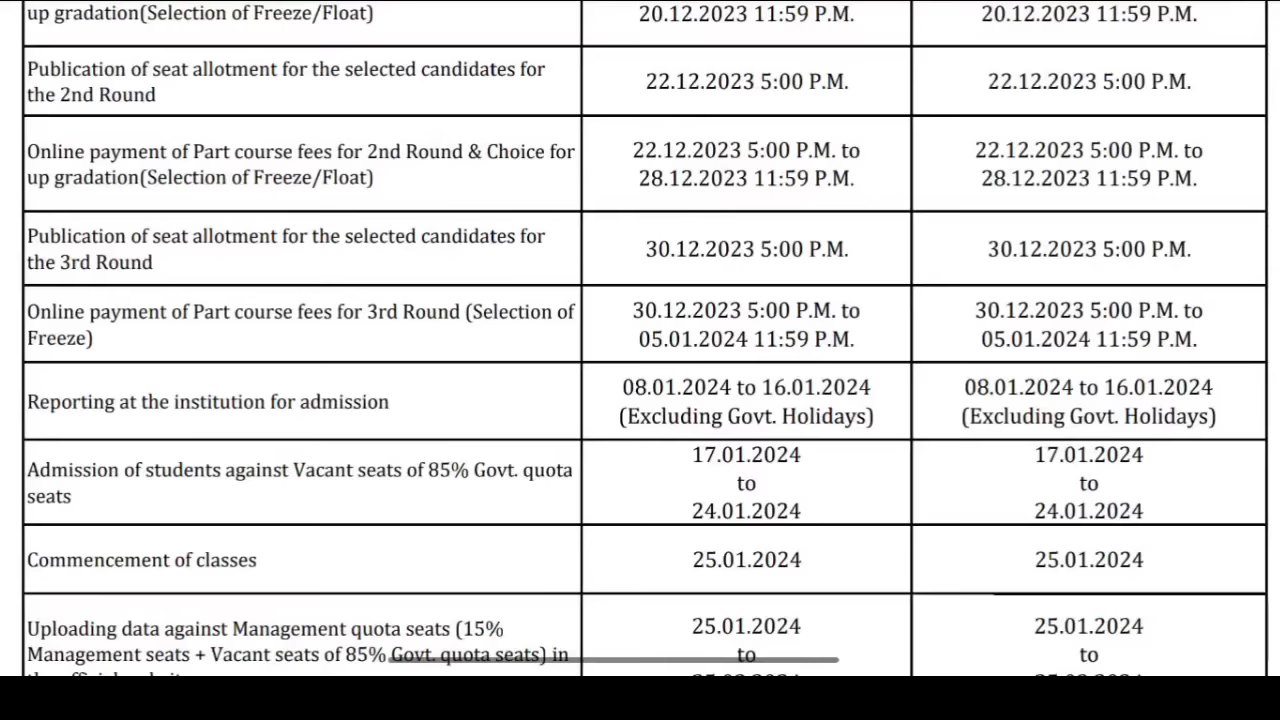 up gradation(Selection of Freeze/Float)
20.12.2023 11:59 P.M.
20.12.2023 11:59 P.M.
Publication of seat allotment for the selected candidates for
the 2nd Round
22.12.2023 5:00 P.M.
22.12.2023 5:00 P.M.
Online payment of Part course fees for 2nd Round & Choice for
up gradation(Selection of Freeze/Float)
22.12.2023 5:00 P.M. to
28.12.2023 11:59 P.M.
22.12.2023 5:00 P.M. to
28.12.2023 11:59 P.M.
Publication of seat allotment for the selected candidates for
the 3rd Round
30.12.2023 5:00 P.M.
30.12.2023 5:00 P.M.
Online payment of Part course fees for 3rd Round (Selection of
Freeze)
30.12.2023 5:00 P.M. to
05.01.2024 11:59 P.M.
30.12.2023 5:00 P.M. to
05.01.2024 11:59 P.M.
Reporting at the institution for admission
08.01.2024 to 16.01.2024
(Excluding Govt. Holidays)
08.01.2024 to 16.01.2024
(Excluding Govt. Holidays)
Admission of students against Vacant seats of 85% Govt. quota
seats
17.01.2024
to
24.01.2024
17.01.2024
to
24.01.2024
Commencement of classes
25.01.2024
25.01.2024
Uploading data against Management quota seats (15%
Management seats + Vacant seats of 85% Govt. quota seats) in
25.01.2024
to
25.01.2024
to